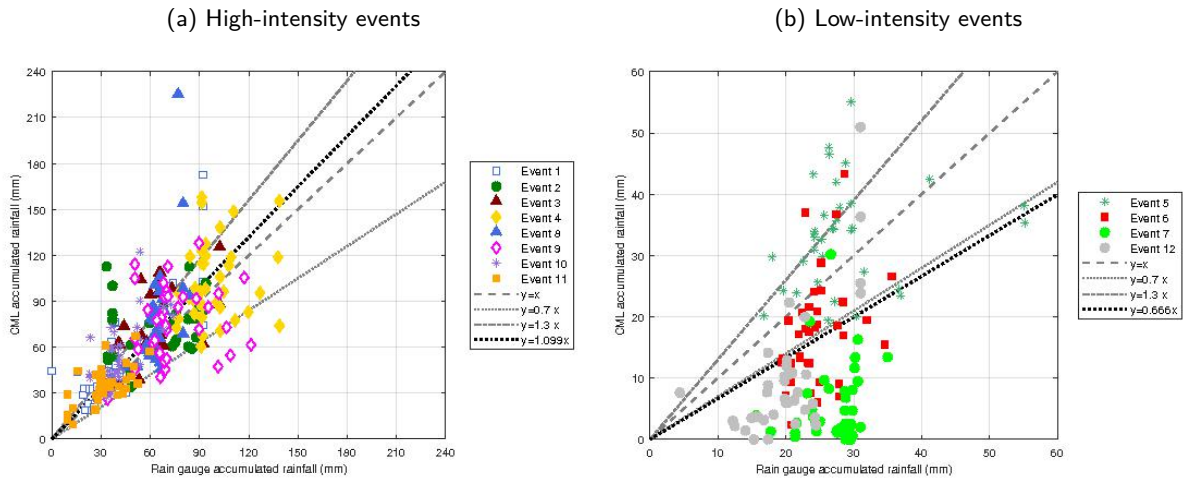 (a) High-intensity events
240
210
180
150
120
90
60
30
0
CML accumulated rainfall (mm)
0 30 60 90 120 150 180 210 240
Rain gauge accumulated rainfall (mm)
Event 1
Event 2
Event 3
Event 4
Event 8
Event 9
Event 10
Event 11
y=x
y=0.7 x
y=1.3 x
y=1.099x
(b) Low-intensity events
60
50
40
30
20
10
0
CML accumulated rainfall (mm)
0 10 20 30 40 50 60
Rain gauge accumulated rainfall (mm)
Event 5
Event 6
Event 7
Event 12
y=x
y=0.7 x
y=1.3 x
y=0.666x